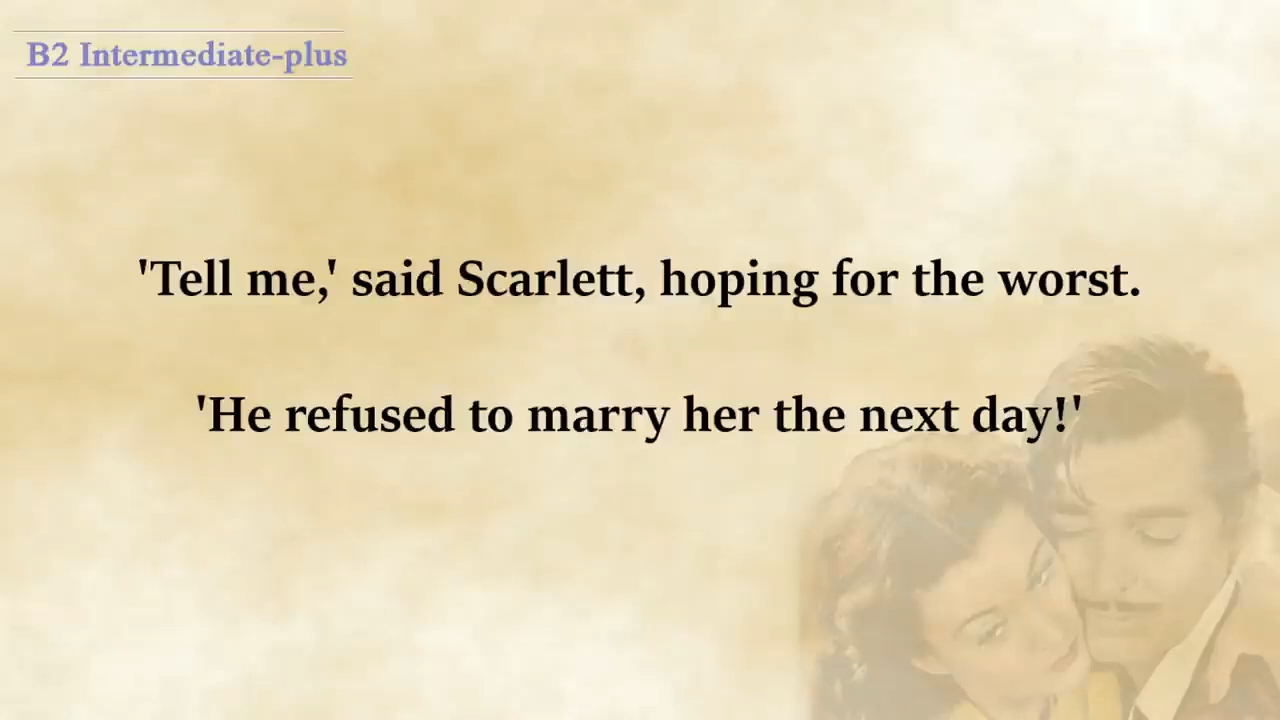 B2 Intermediate-plus
'Tell me,' said Scarlett, hoping for the worst.
'He refused to marry her the next day!'